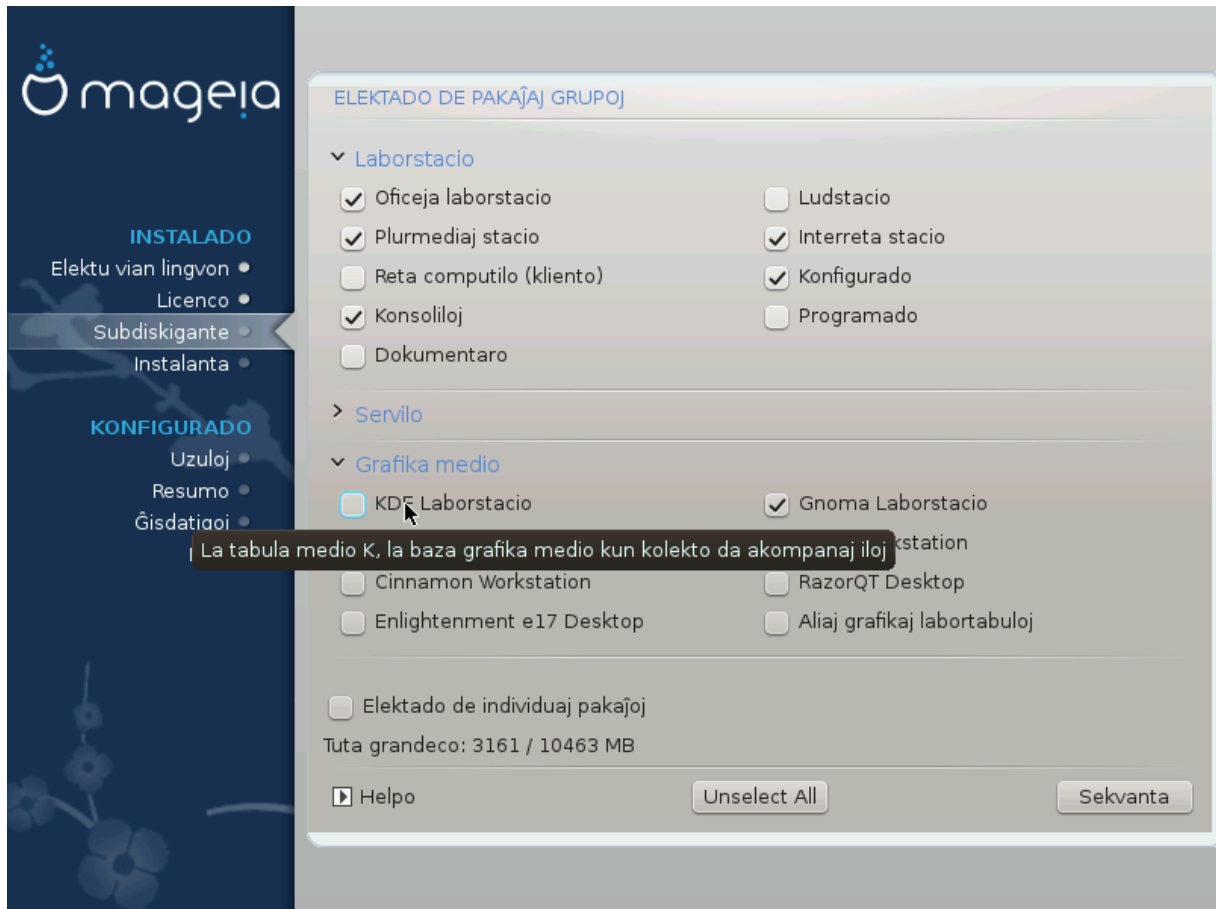 mageia
INSTALADO
Elektu vian lingvon
Licenco
Subdiskigante
Instalanta
KONFIGURADO
Uzuloj
Resumo
Ĝisdatigoj
ELEKTADO DE PAKAĴAJ GRUPOJ
Laborstacio
Oficeja laborstacio
Ludstacio
Plurmediaj stacio
Interreta stacio
Reta computilo (kliento)
Konfigurado
Konsoliloj
Programado
Dokumentaro
Servilo
Grafika medio
KDE Laborstacio
Gnoma Laborstacio
La tabula medio K, la baza grafika medio kun kolekto da akompanaj iloj
Cinnamon Workstation
RazorQT Desktop
Enlightenment e17 Desktop
Aliaj grafikaj labortabuloj
Elektado de individuaj pakaĵoj
Tuta grandeco: 3161 / 10463 MB
Helpo
Unselect All
Sekvanta